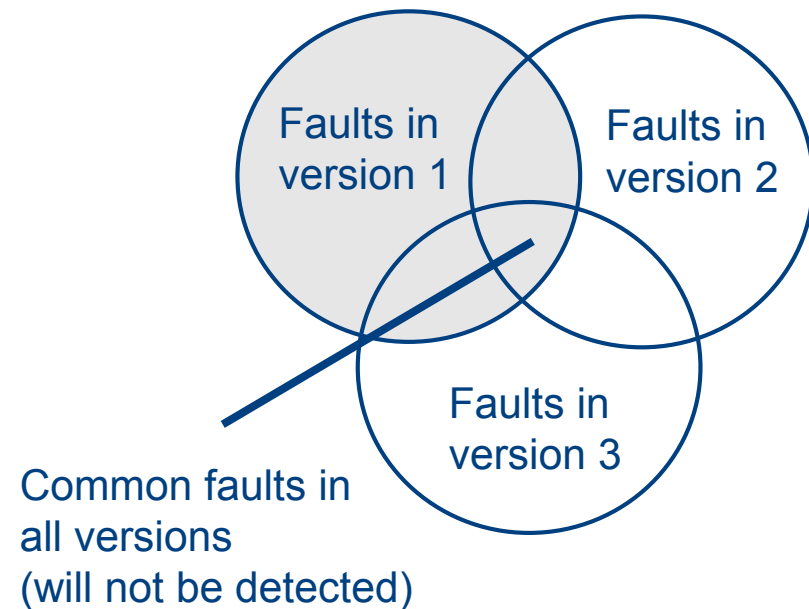 Faults in
version 1
Faults in
version 2
Faults in
version 3
Common faults in
all versions
(will not be detected)